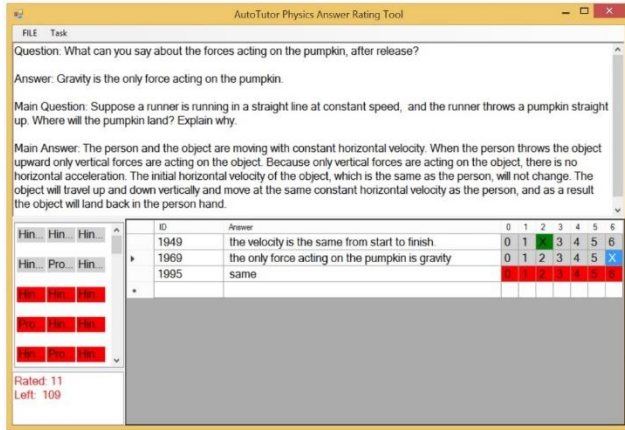 AutoTutor Physics Answer Rating Tool
FILE Task
Question: What can you say about the forces acting on the pumpkin, after release?
Answer: Gravity is the only force acting on the pumpkin.
Main Question: Suppose a runner is running in a straight line at constant speed, and the runner throws a pumpkin straight
up. Where will the pumpkin land? Explain why.
Main Answer: The person and the object are moving with constant horizontal velocity. When the person throws the object
upward only vertical forces are acting on the object. Because only vertical forces are acting on the object, there is no
horizontal acceleration. The initial horizontal velocity of the object, which is the same as the person, will not change. The
object will travel up and down vertically and move at the same constant horizontal velocity as the person, and as a result
the object will land back in the person hand.
Hin... Hin... Hin...
Hin... Pro... Hin...
Hin... Hin... Hin...
Pro... Hin... Hin...
Hin... Pro... Hin...
ID Answer 0 1 2 3 4 5 6
1949 the velocity is the same from start to finish. 0 1 X 3 4 5 6
1969 the only force acting on the pumpkin is gravity 0 1 2 3 4 5 X
1995 same 0 1 2 3 4 5 6
Rated: 11
Left: 109